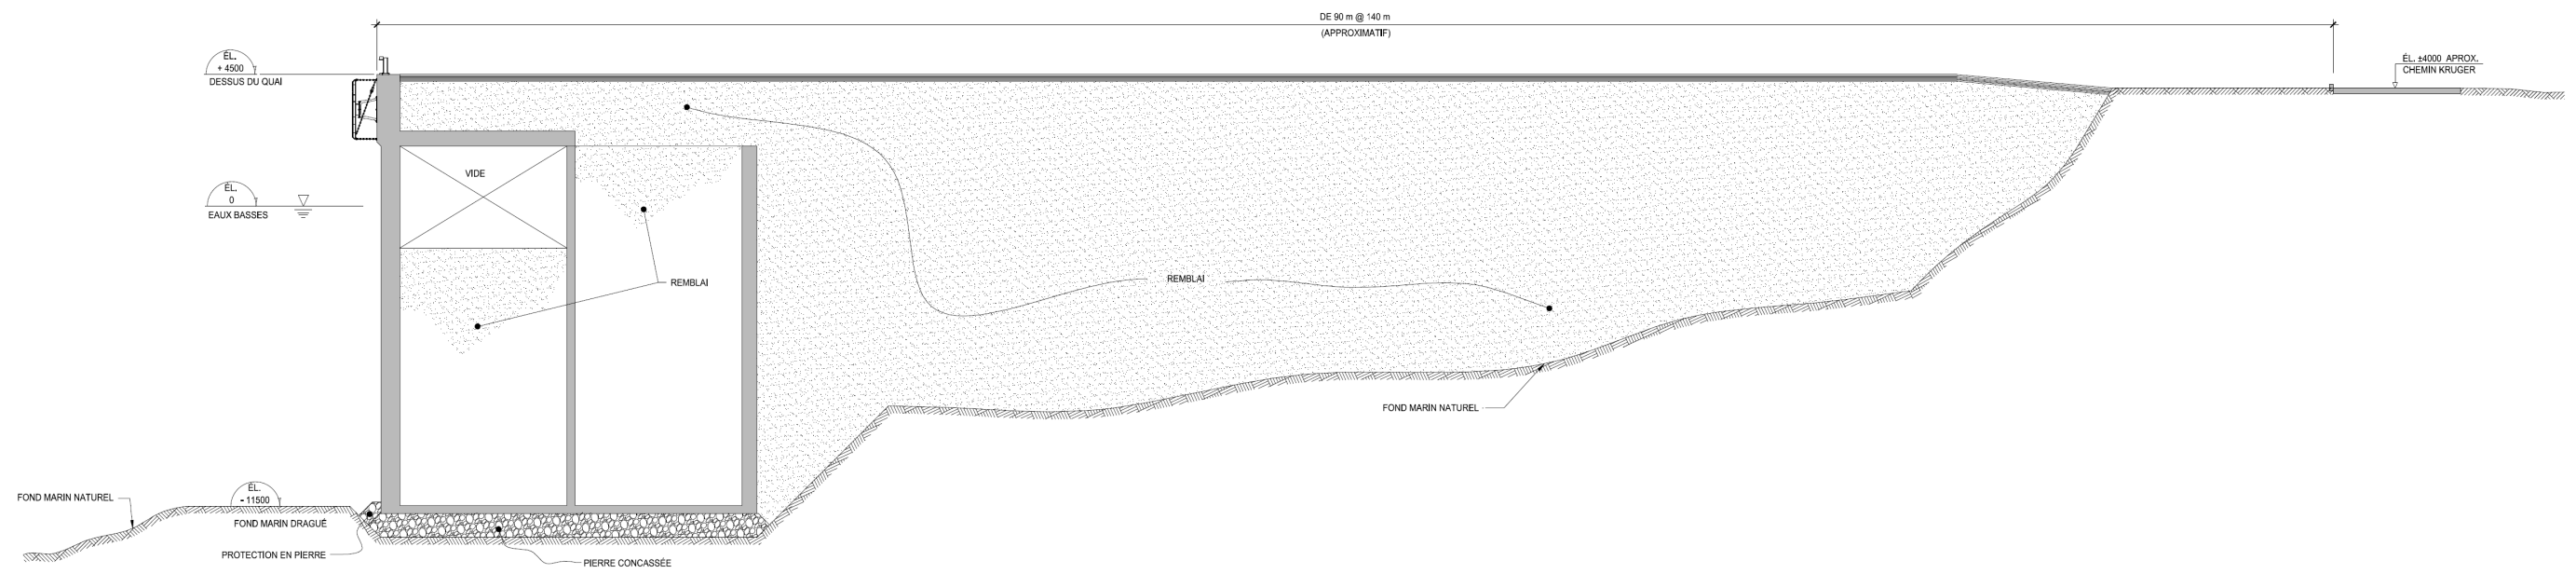 DE 90 m @ 140 m
(APPROXIMATIF)
ÉL.
+ 4500
DESSUS DU QUAI
ÉL. ±4000 APROX.
CHEMIN KRUGER
VIDE
ÉL.
0
EAUX BASSES
REMBLAI
REMBLAI
FOND MARIN NATUREL
ÉL.
- 11500
FOND MARIN NATUREL
FOND MARIN DRAGUÉ
PROTECTION EN PIERRE
PIERRE CONCASSÉE